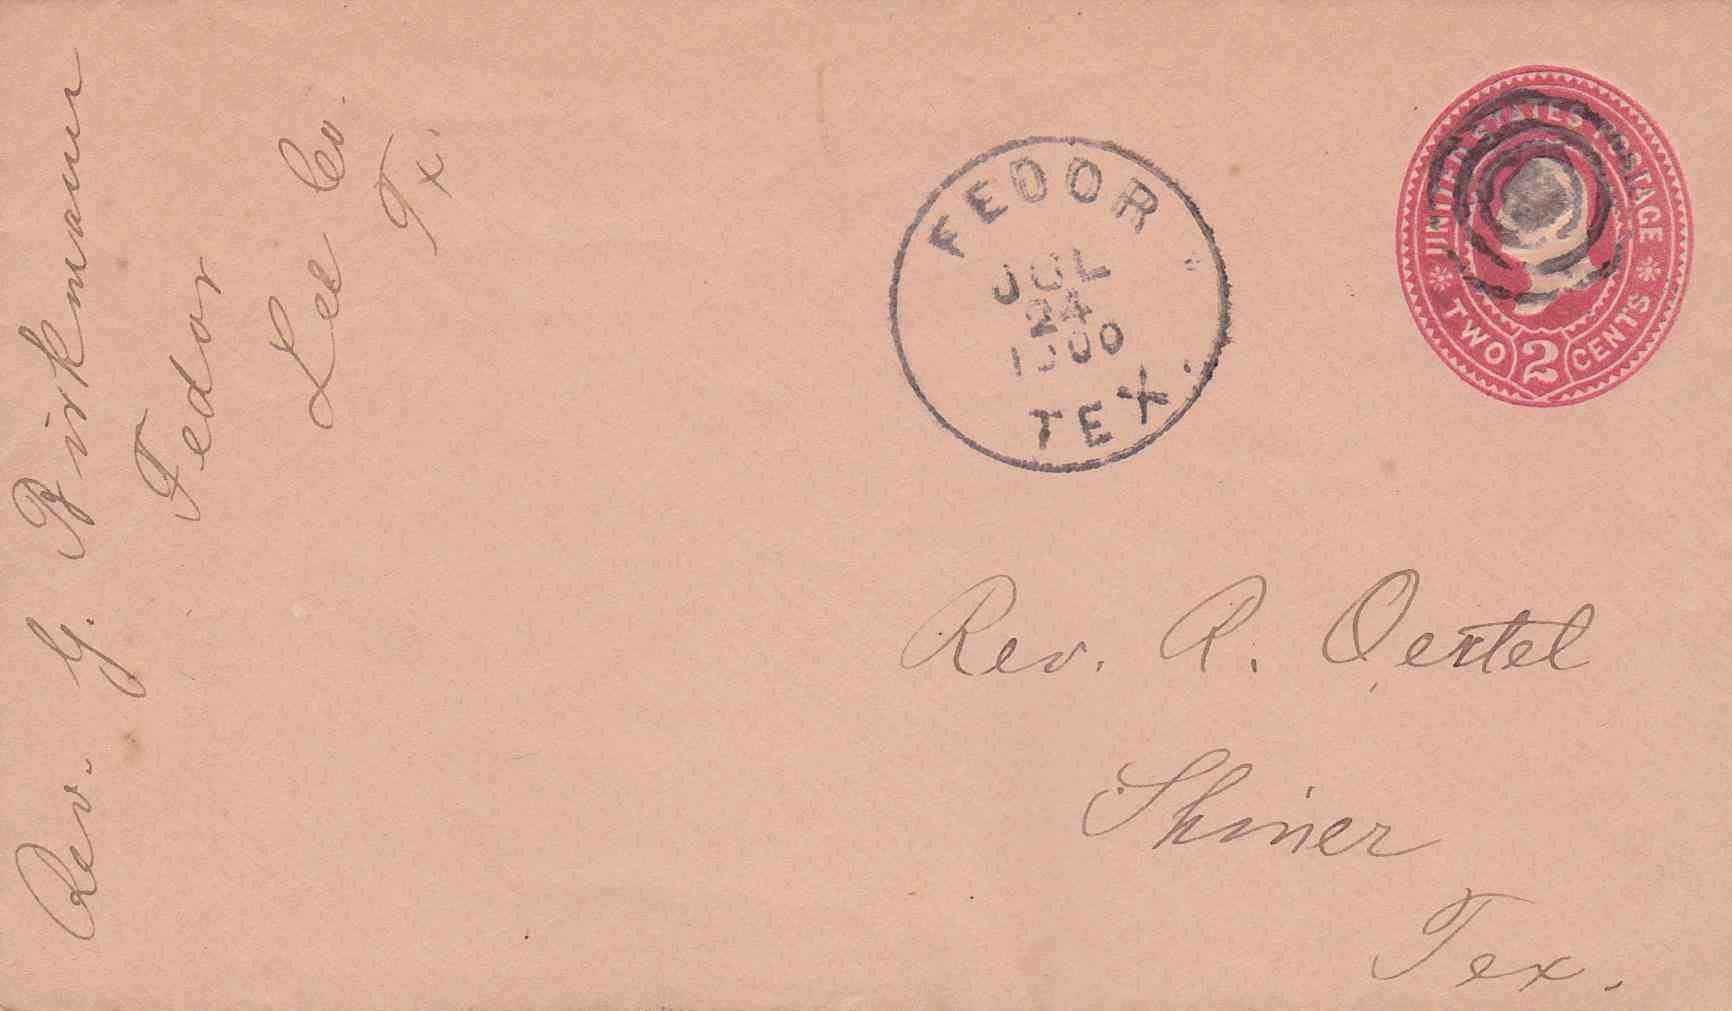 Rev. G. Birkmann
Fedor
Lee Co.
Tx.
FEDOR
JUL
24
1900
TEX.
UNITED STATES POSTAGE
TWO 2 CENTS
Rev. R. Oertel
Shiner
Tex.